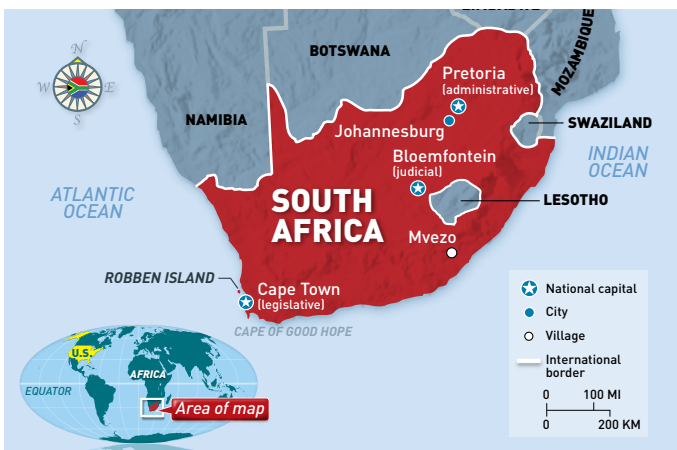 ZIMBABWE
N
W E
S
BOTSWANA
MOZAMBIQUE
Pretoria
(administrative)
NAMIBIA
Johannesburg
SWAZILAND
Bloemfontein
(judicial)
INDIAN
OCEAN
ATLANTIC
OCEAN
SOUTH
AFRICA
LESOTHO
Mvezo
ROBBEN ISLAND
Cape Town
(legislative)
CAPE OF GOOD HOPE
National capital
City
Village
International
border
0 100 MI
0 200 KM
U.S.
AFRICA
EQUATOR
Area of map